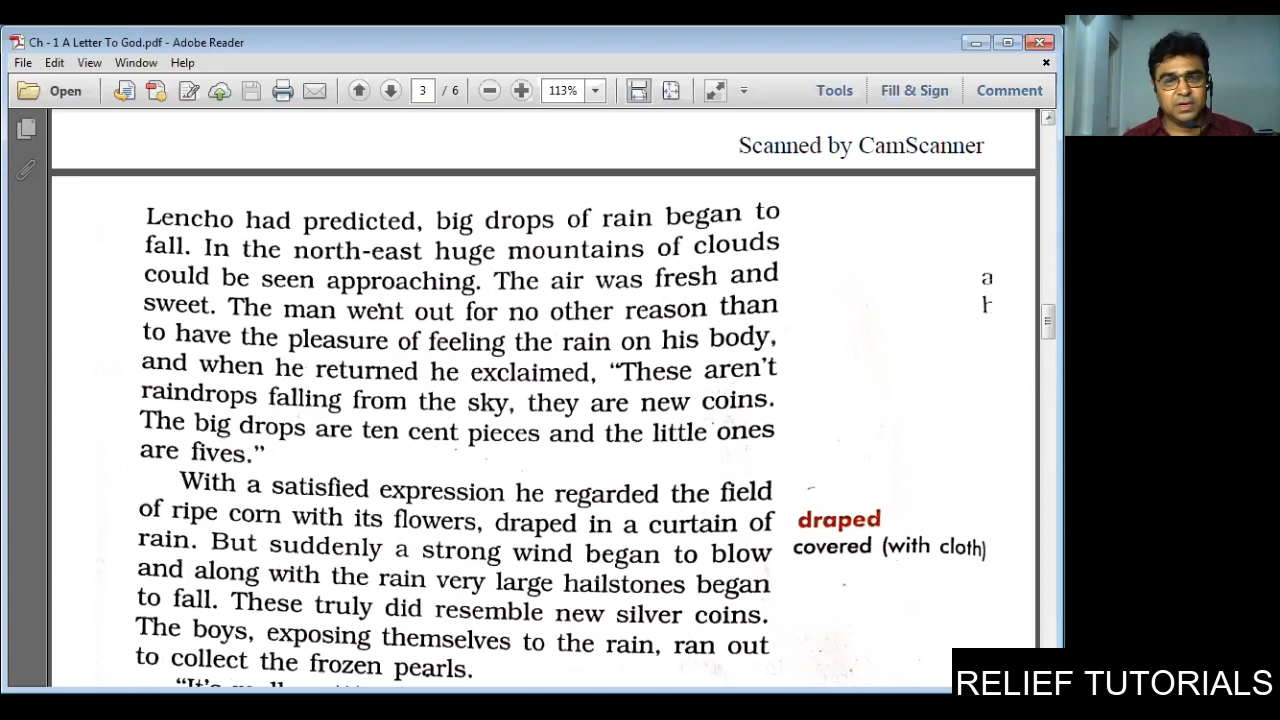 Ch - 1 A Letter To God.pdf - Adobe Reader
File Edit View Window Help
Open 3 / 6 113% Tools Fill & Sign Comment
Scanned by CamScanner
Lencho had predicted, big drops of rain began to
fall. In the north-east huge mountains of clouds
could be seen approaching. The air was fresh and
sweet. The man went out for no other reason than
to have the pleasure of feeling the rain on his body,
and when he returned he exclaimed, “These aren’t
raindrops falling from the sky, they are new coins.
The big drops are ten cent pieces and the little ones
are fives.”
With a satisfied expression he regarded the field
of ripe corn with its flowers, draped in a curtain of
rain. But suddenly a strong wind began to blow
and along with the rain very large hailstones began
to fall. These truly did resemble new silver coins.
The boys, exposing themselves to the rain, ran out
to collect the frozen pearls.
“It’s
draped
covered (with cloth)
a
RELIEF TUTORIALS